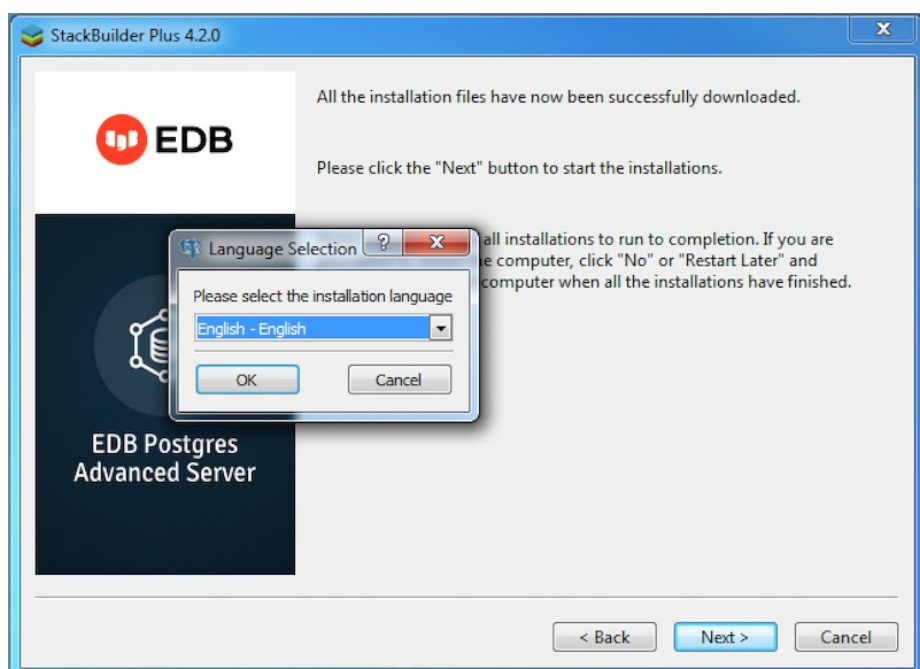 StackBuilder Plus 4.2.0
EDB
All the installation files have now been successfully downloaded.
Please click the "Next" button to start the installations.
all installations to run to completion. If you are
computer, click "No" or "Restart Later" and
computer when all the installations have finished.
Language Selection
Please select the installation language
English - English
OK
Cancel
EDB Postgres
Advanced Server
< Back
Next >
Cancel